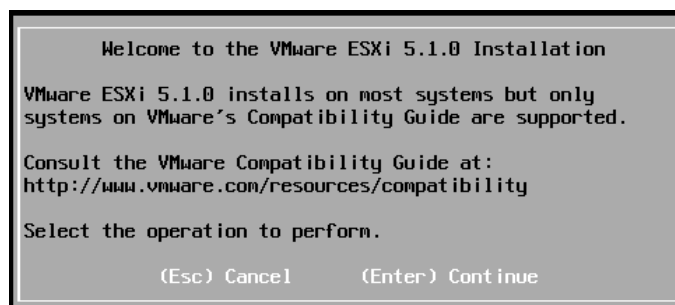 Welcome to the VMware ESXi 5.1.0 Installation
VMware ESXi 5.1.0 installs on most systems but only
systems on VMware's Compatibility Guide are supported.
Consult the VMware Compatibility Guide at:
http://www.vmware.com/resources/compatibility
Select the operation to perform.
(Esc) Cancel (Enter) Continue